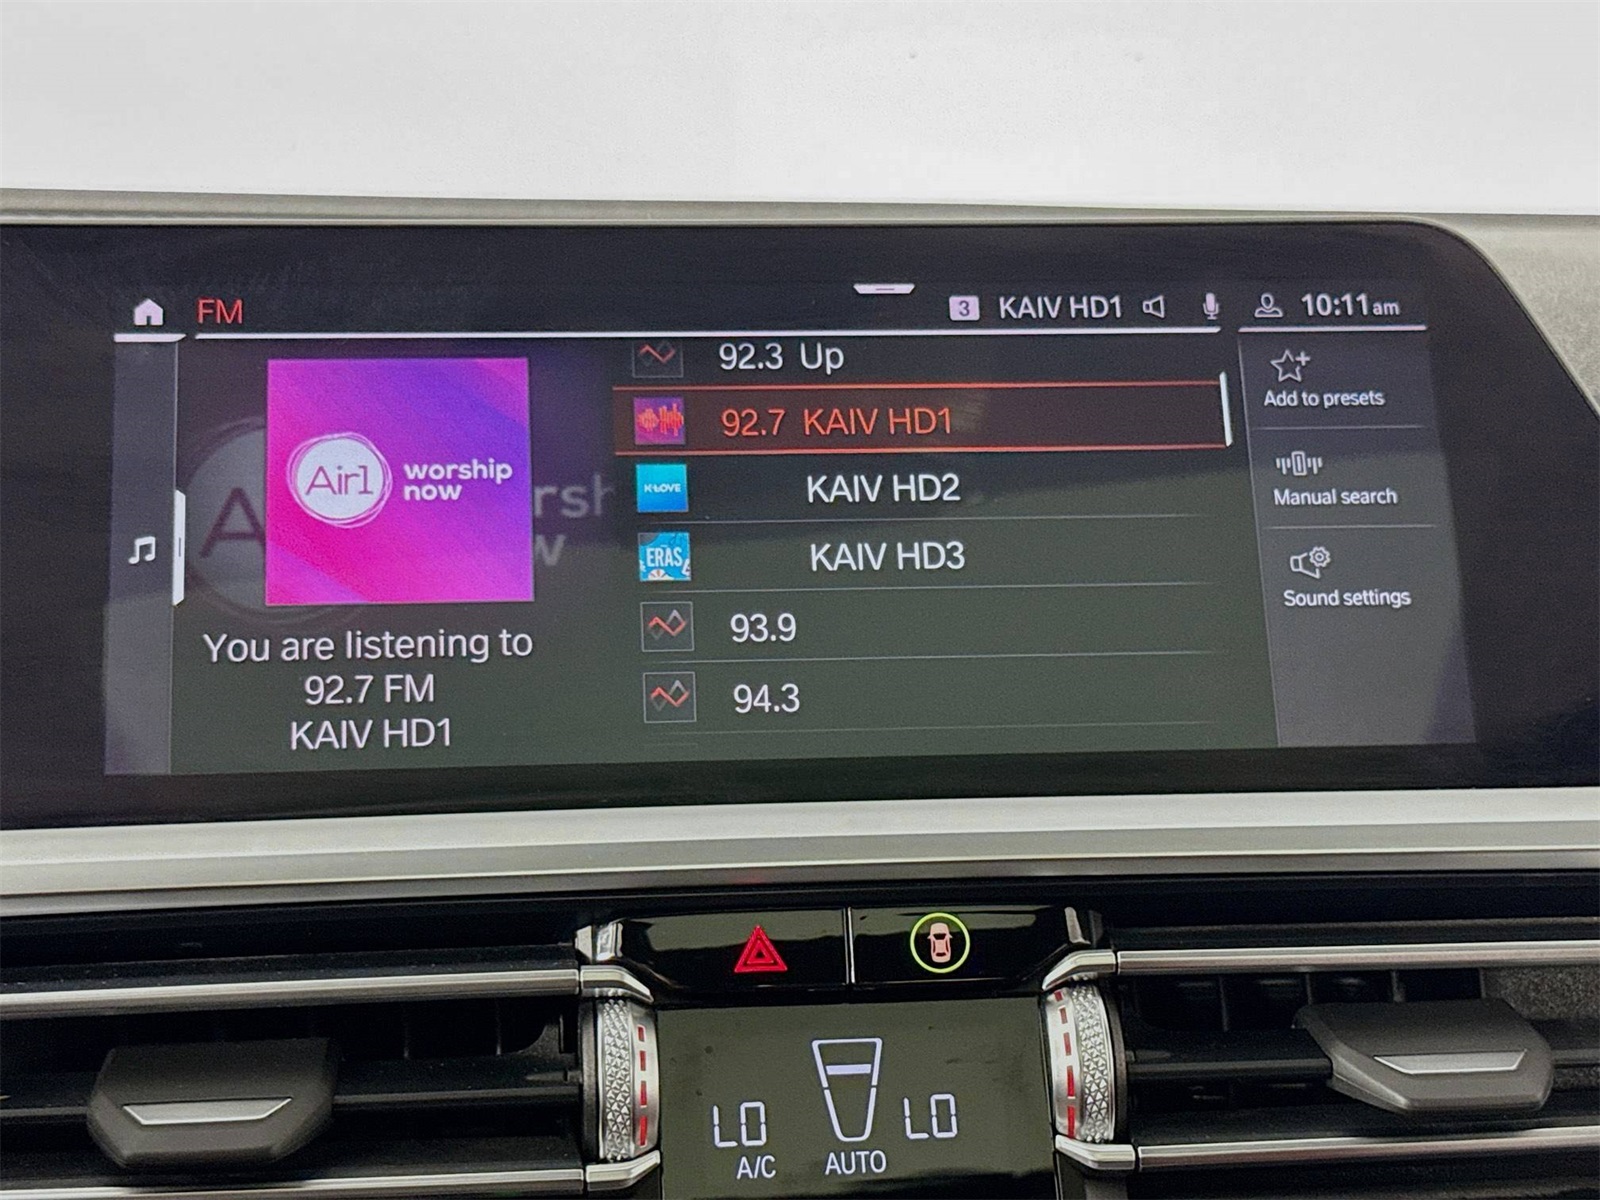 FM
3 KAIV HD1
10:11am
Air1 worship
now
You are listening to
92.7 FM
KAIV HD1
92.3 Up
92.7 KAIV HD1
K-LOVE KAIV HD2
ERAS KAIV HD3
93.9
94.3
Add to presets
Manual search
Sound settings
LO LO
A/C AUTO